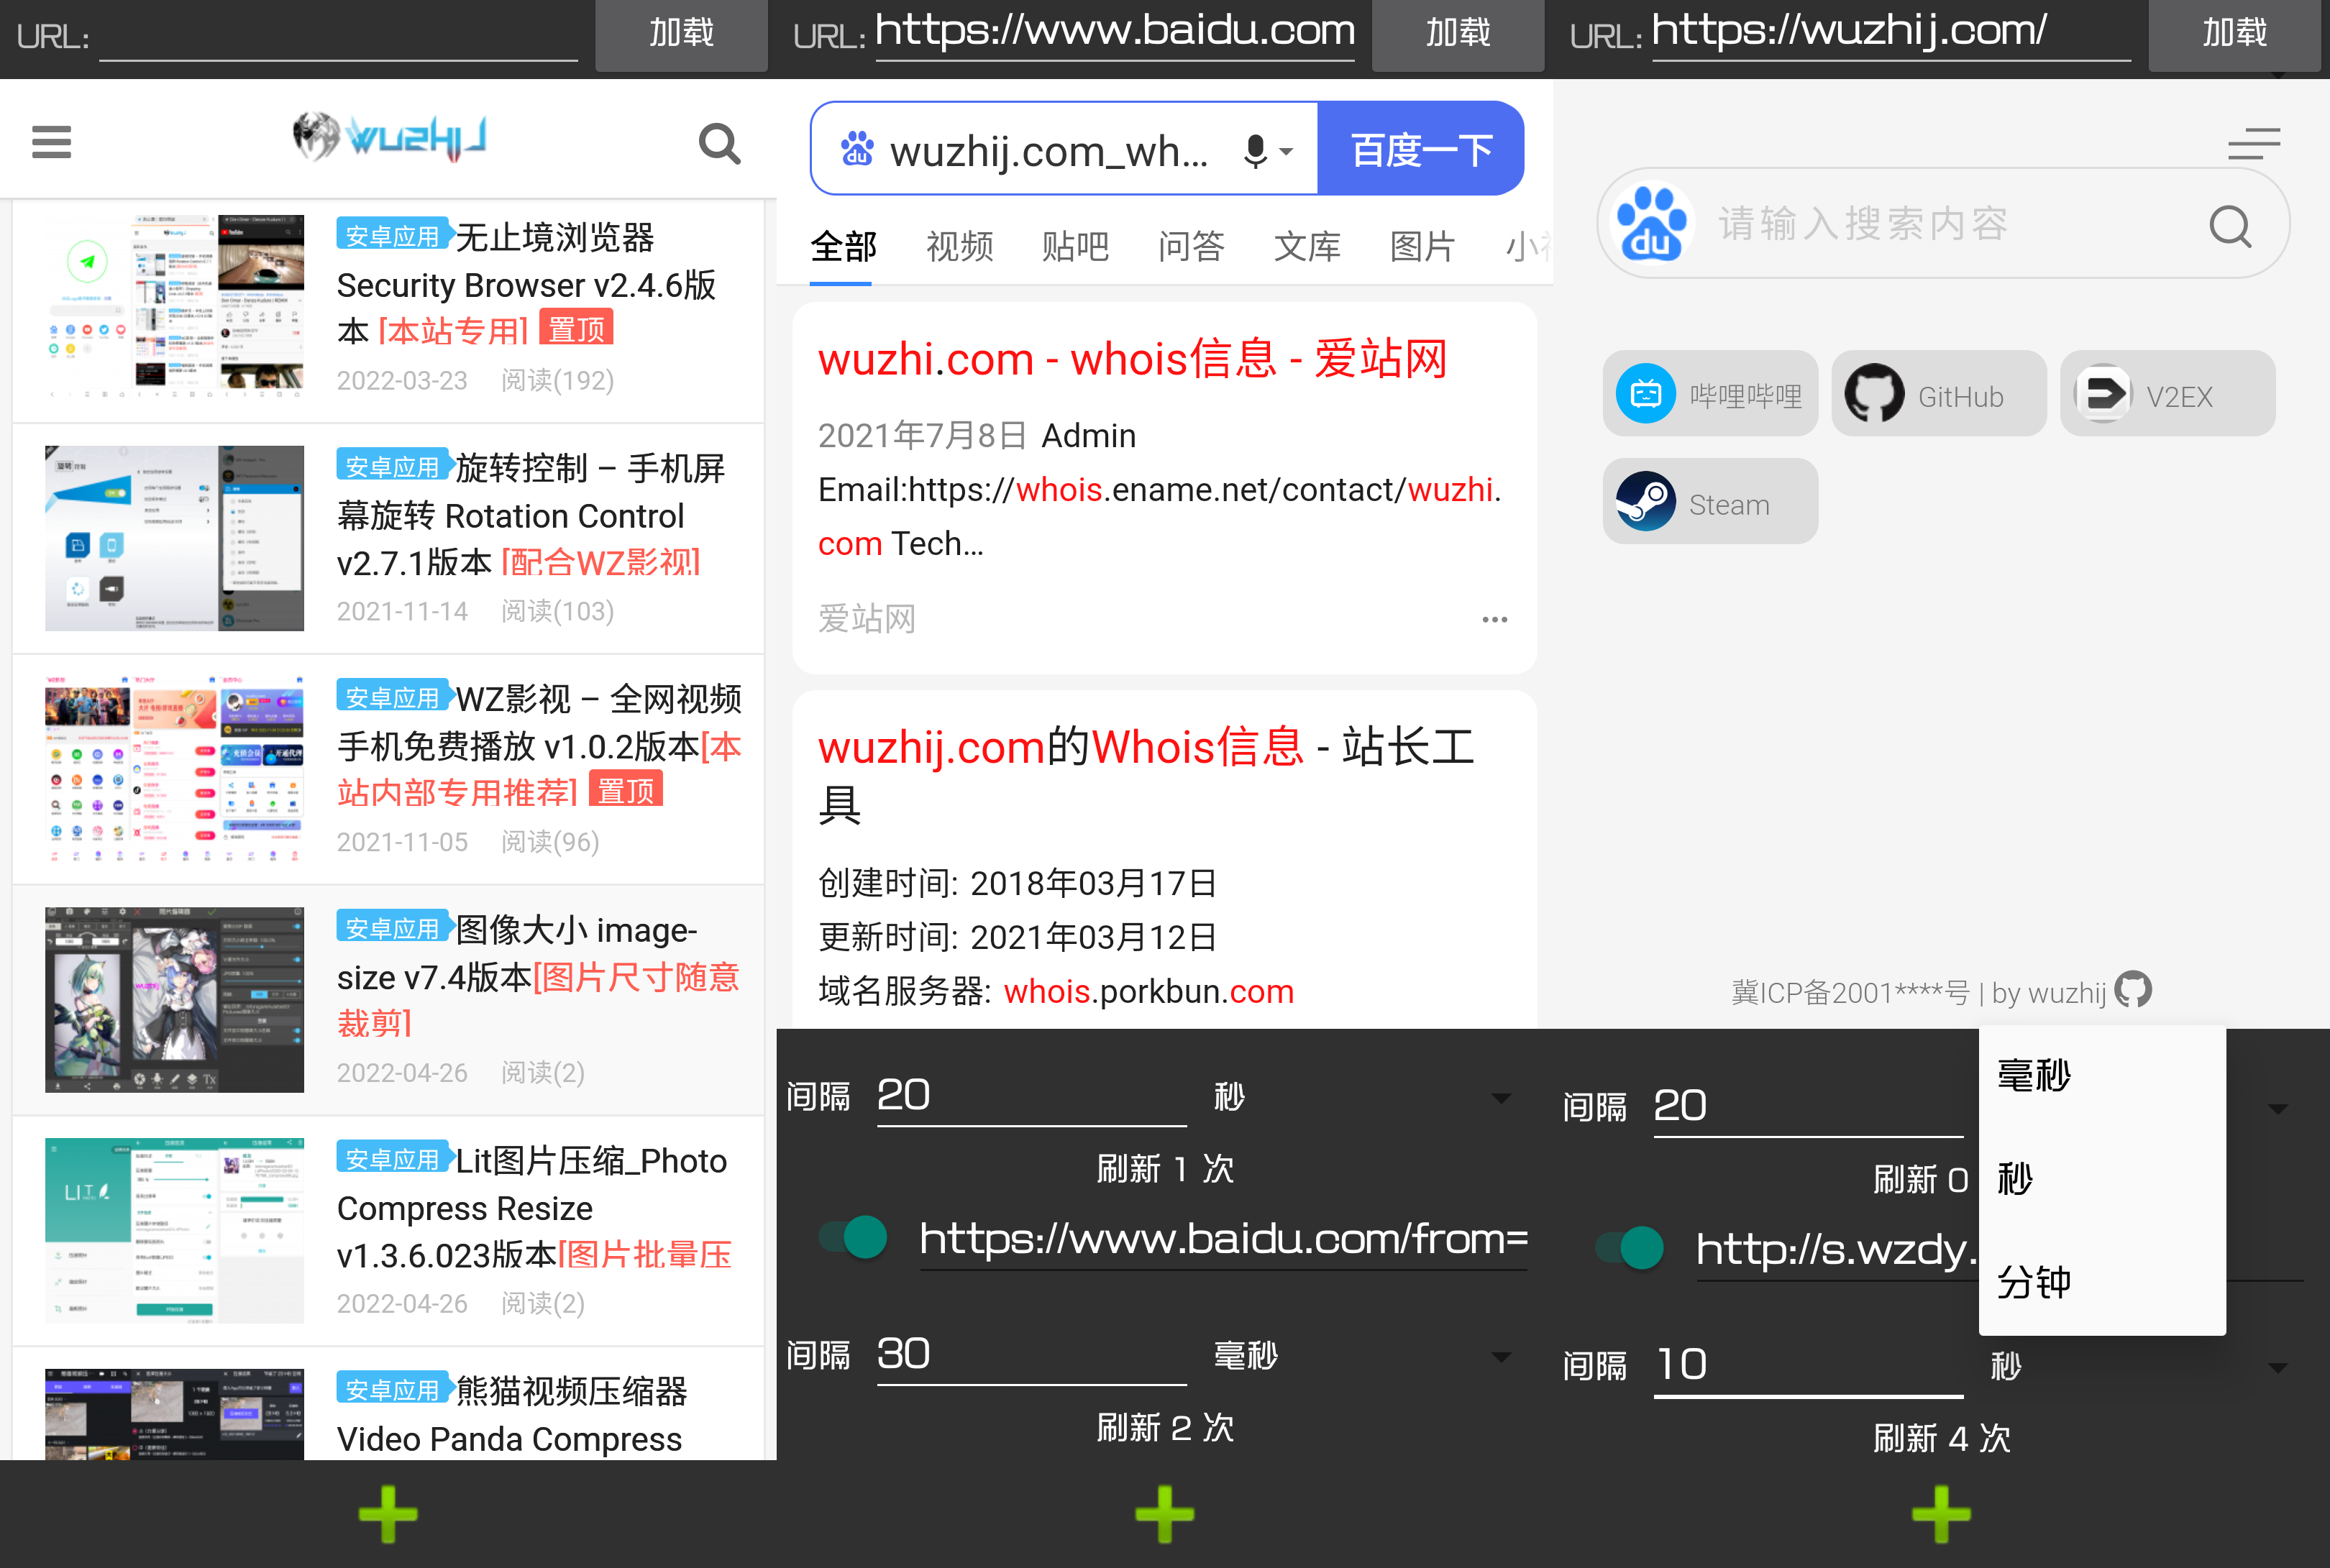 URL:
加载
WUZHIJ
安卓应用 无止境浏览器
Security Browser v2.4.6版
本 [本站专用] 置顶
2022-03-23 阅读(192)
安卓应用 旋转控制 – 手机屏
幕旋转 Rotation Control
v2.7.1版本 [配合WZ影视]
2021-11-14 阅读(103)
安卓应用 WZ影视 – 全网视频
手机免费播放 v1.0.2版本[本
站内部专用推荐] 置顶
2021-11-05 阅读(96)
安卓应用 图像大小 image-
size v7.4版本[图片尺寸随意
裁剪]
2022-04-26 阅读(2)
安卓应用 Lit图片压缩_Photo
Compress Resize
v1.3.6.023版本[图片批量压
2022-04-26 阅读(2)
安卓应用 熊猫视频压缩器
Video Panda Compress
URL: https://www.baidu.com
加载
du wuzhij.com_wh... 百度一下
全部 视频 贴吧 问答 文库 图片 小
wuzhi.com - whois信息 - 爱站网
2021年7月8日 Admin
Email:https://whois.ename.net/contact/wuzhi.
com Tech...
爱站网
wuzhij.com的Whois信息 - 站长工
具
创建时间: 2018年03月17日
更新时间: 2021年03月12日
域名服务器: whois.porkbun.com
间隔 20 秒
刷新 1 次
https://www.baidu.com/from=
间隔 30 毫秒
刷新 2 次
URL: https://wuzhij.com/
加载
du 请输入搜索内容
哔哩哔哩 GitHub V2EX
Steam
冀ICP备2001****号 | by wuzhij
间隔 20
毫秒
秒
分钟
刷新 0
http://s.wzdy.
间隔 10 秒
刷新 4 次